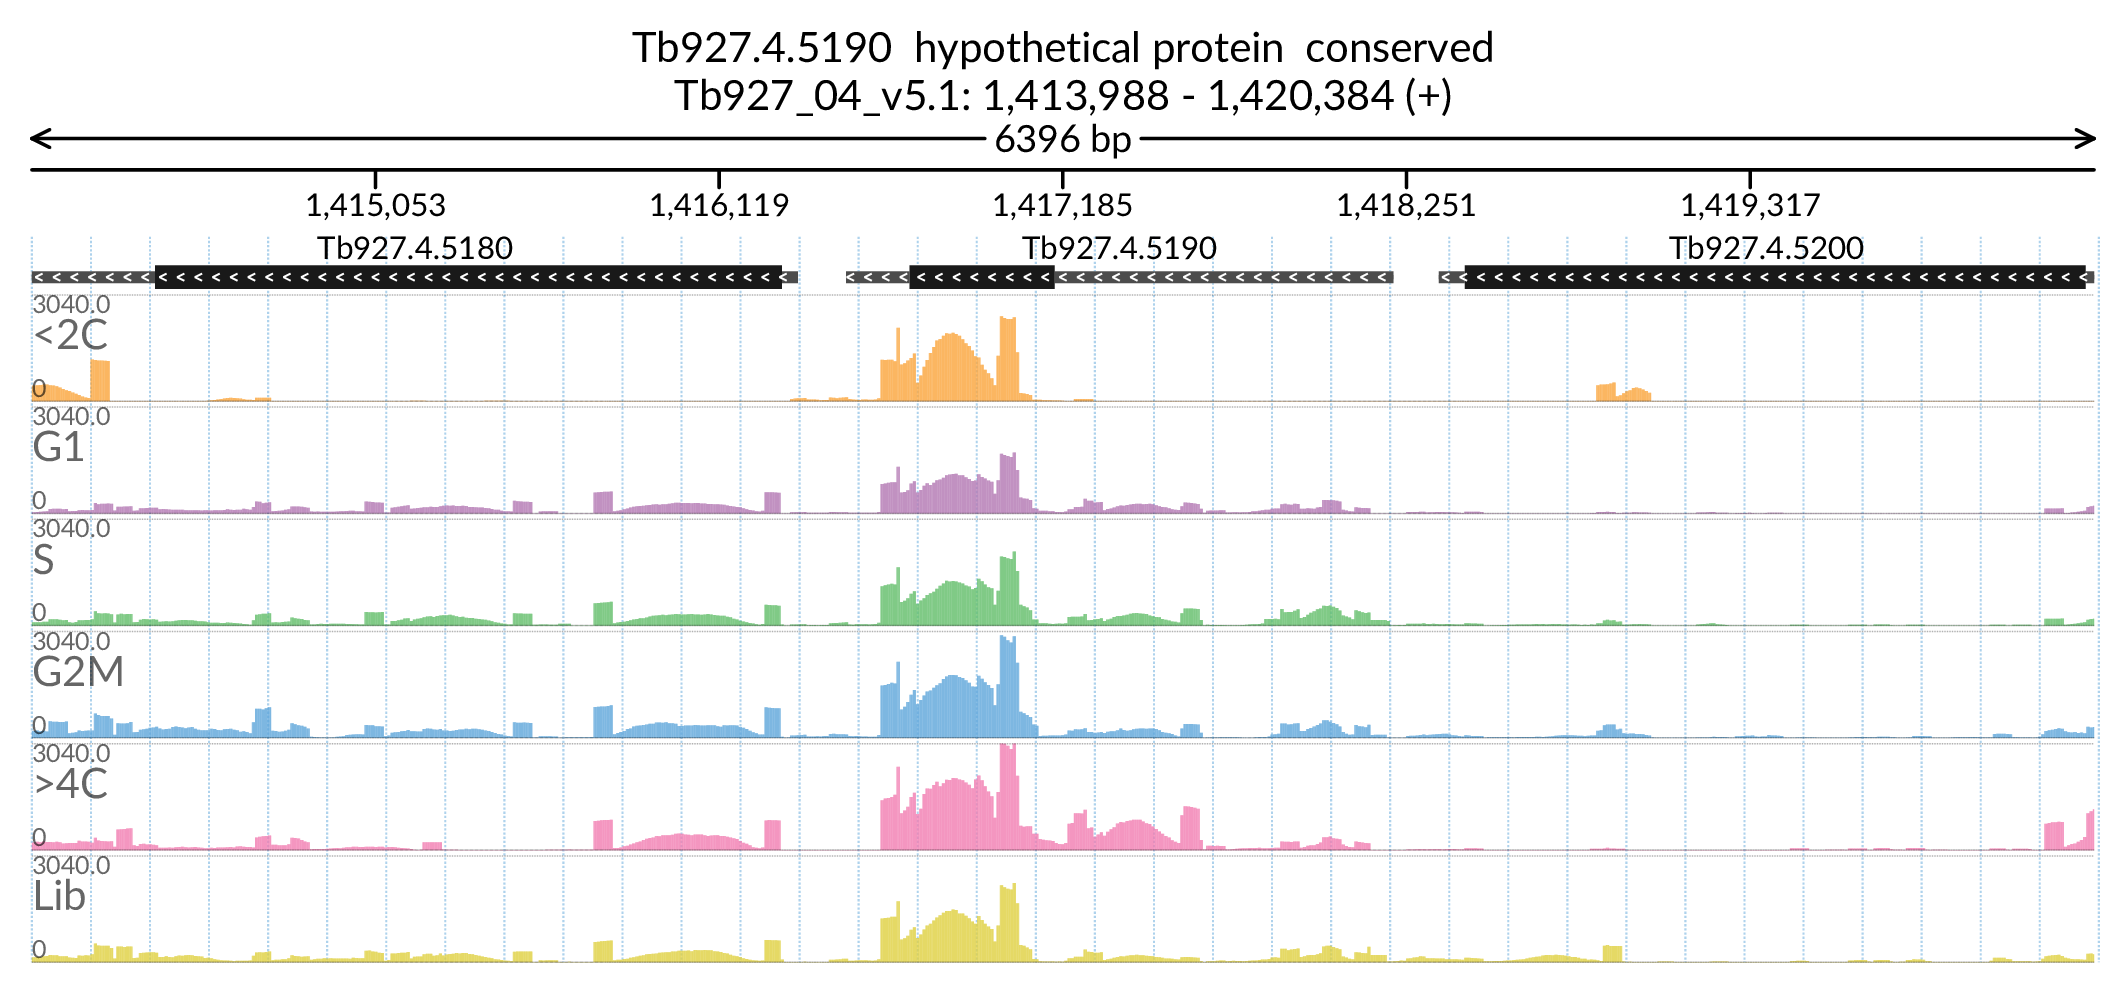 Tb927.4.5190  hypothetical protein  conserved
Tb927_04_v5.1: 1,413,988 - 1,420,384 (+)
6396 bp
1,415,053 1,416,119 1,417,185 1,418,251 1,419,317
Tb927.4.5180 Tb927.4.5190 Tb927.4.5200
3040.0
<2C
0
3040.0
G1
0
3040.0
S
0
3040.0
G2M
0
3040.0
>4C
0
3040.0
Lib
0